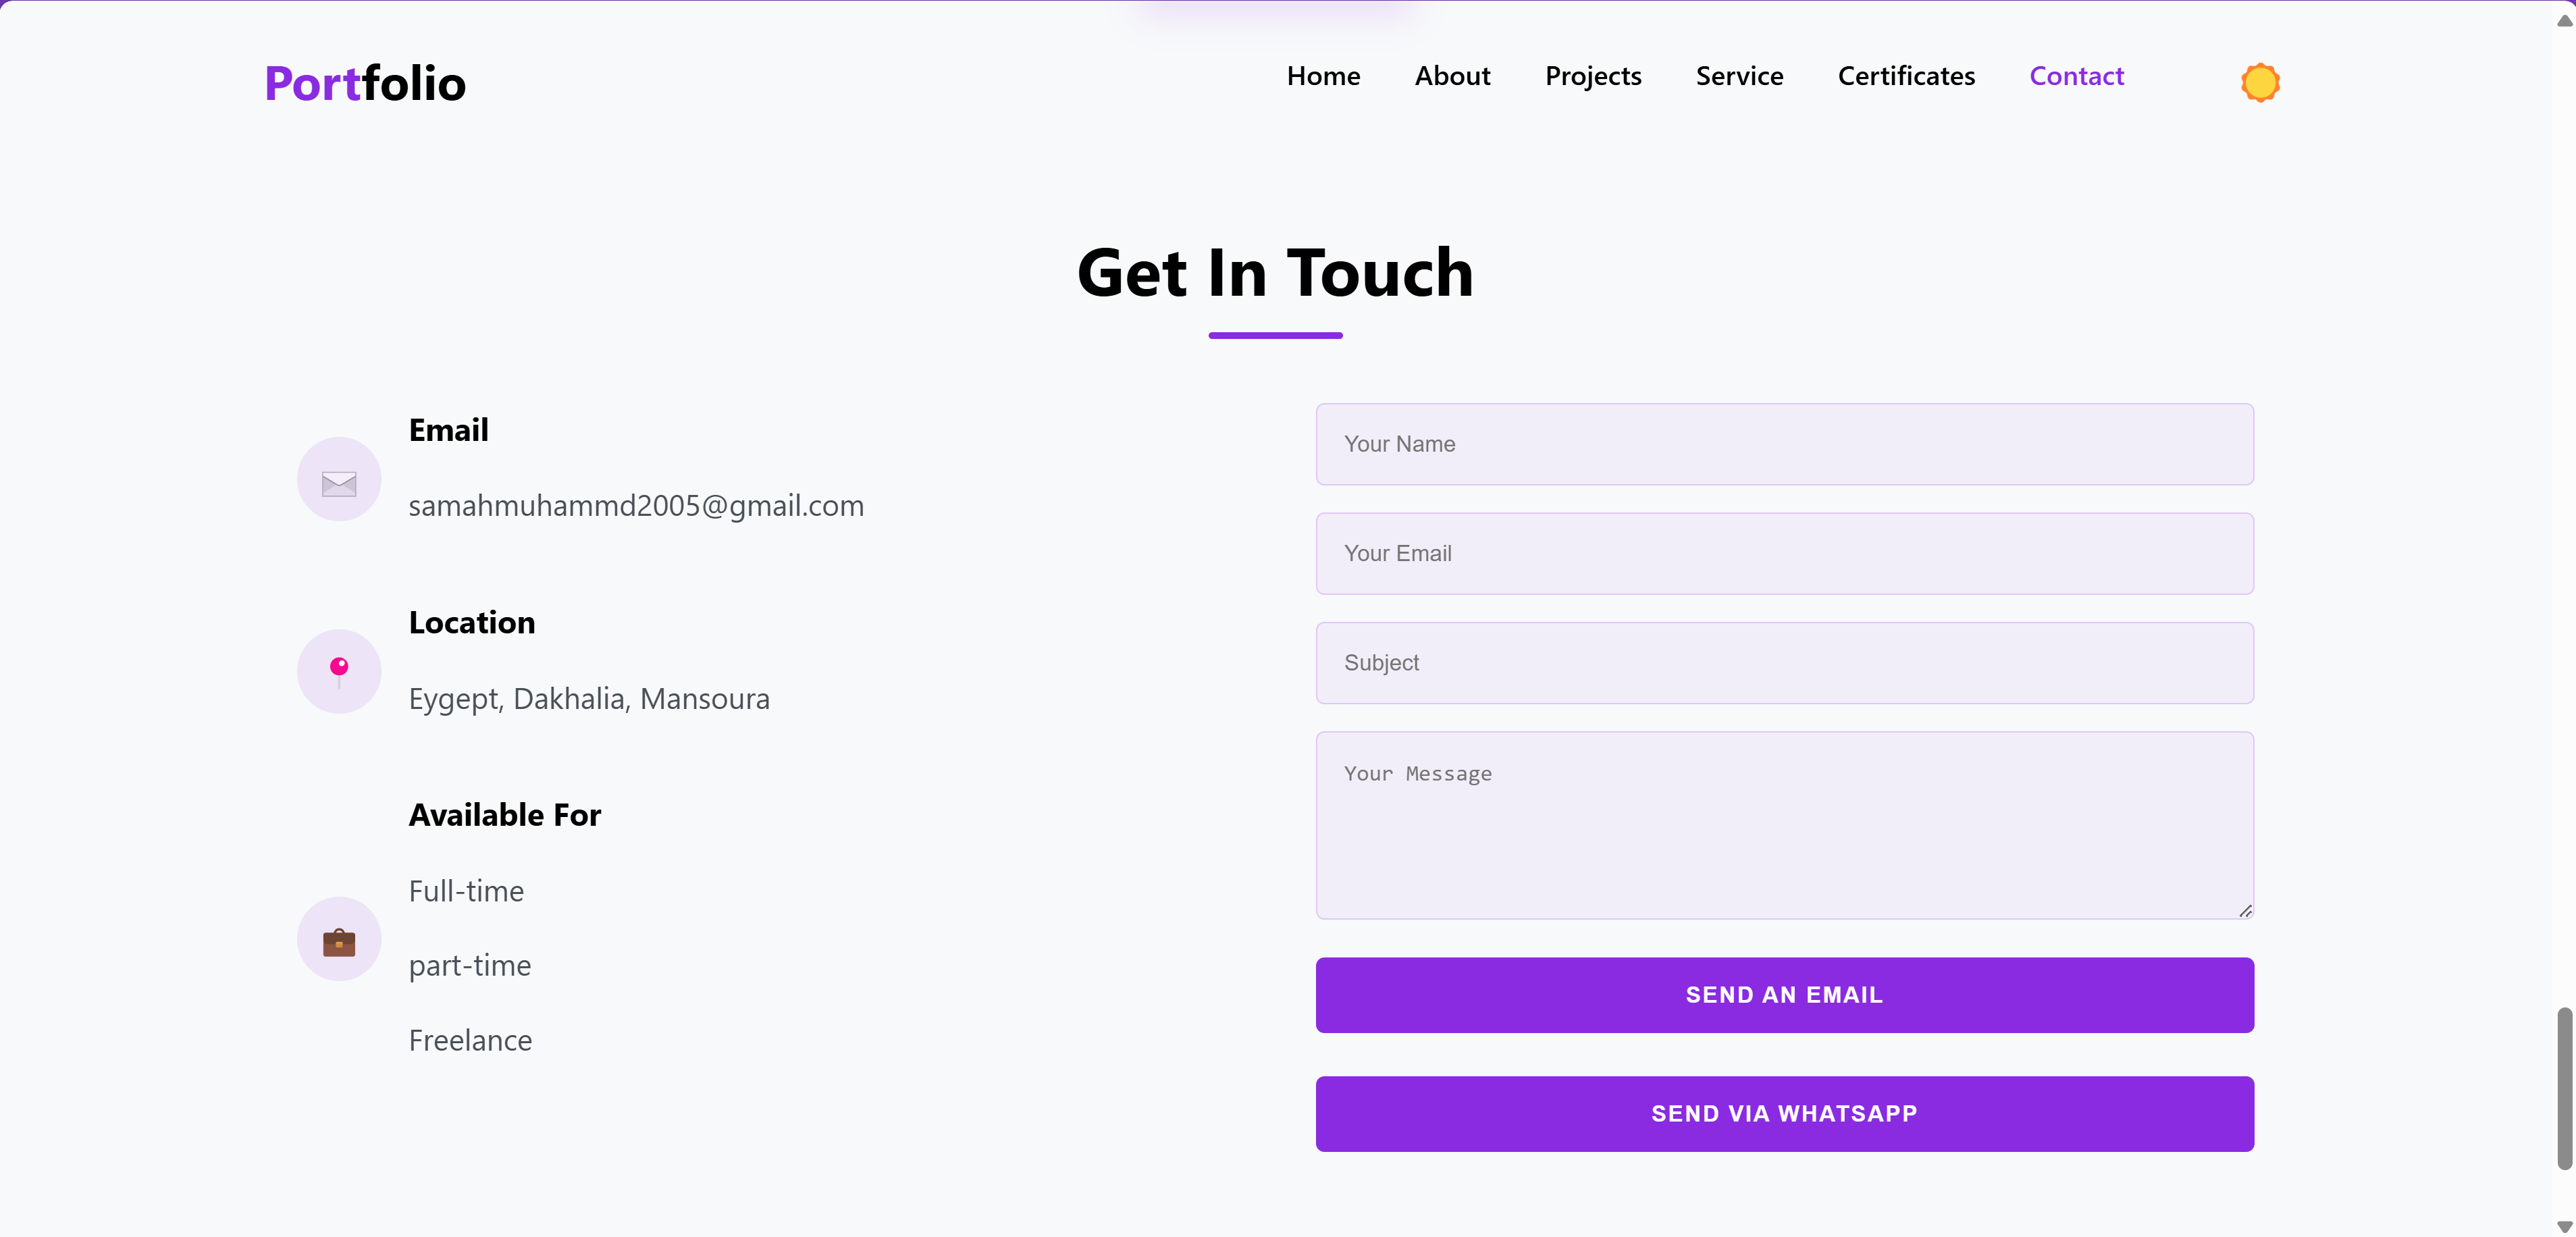 Portfolio
Home About Projects Service Certificates Contact
Get In Touch
Email
samahmuhammd2005@gmail.com
Location
Eygept, Dakhalia, Mansoura
Available For
Full-time
part-time
Freelance
Your Name
Your Email
Subject
Your Message
SEND AN EMAIL
SEND VIA WHATSAPP